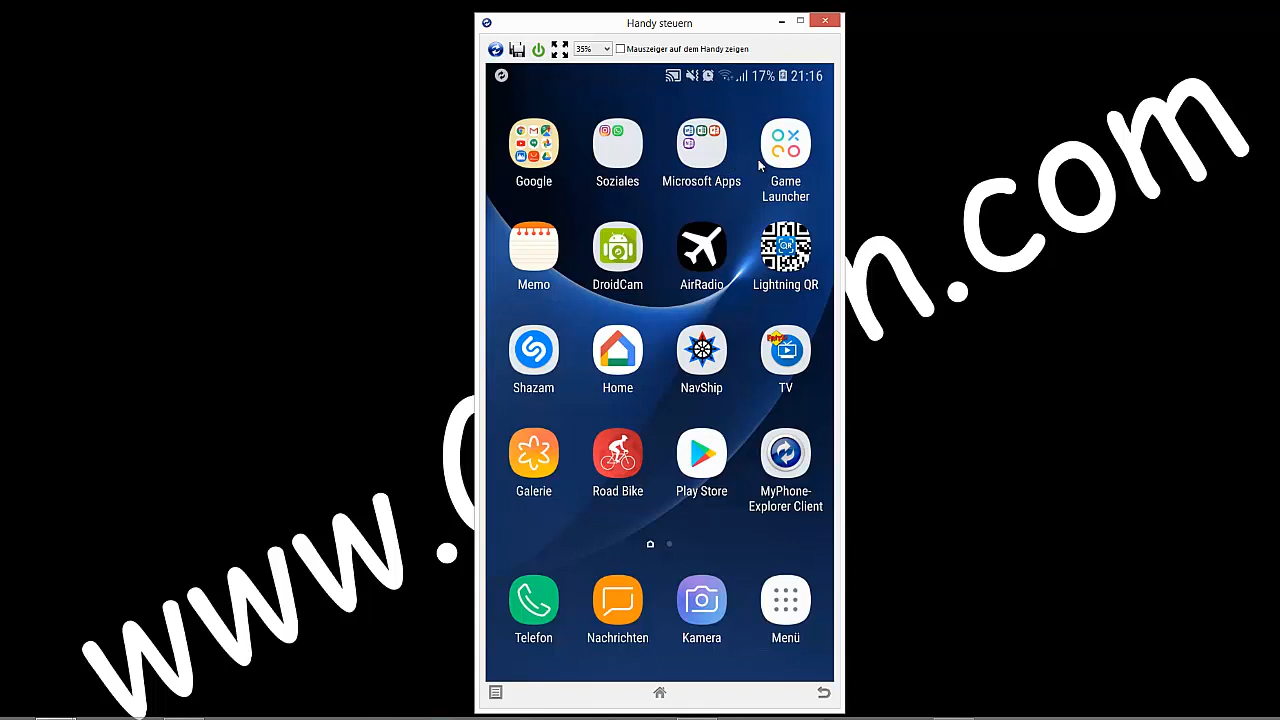 Handy steuern
35% Mauszeiger auf dem Handy zeigen
17% 21:16
Google Soziales Microsoft Apps Game Launcher
Memo DroidCam AirRadio Lightning QR
QR
Shazam Home NavShip TV
Galerie Road Bike Play Store MyPhone-
Explorer Client
Telefon Nachrichten Kamera Menü
www.
n.com